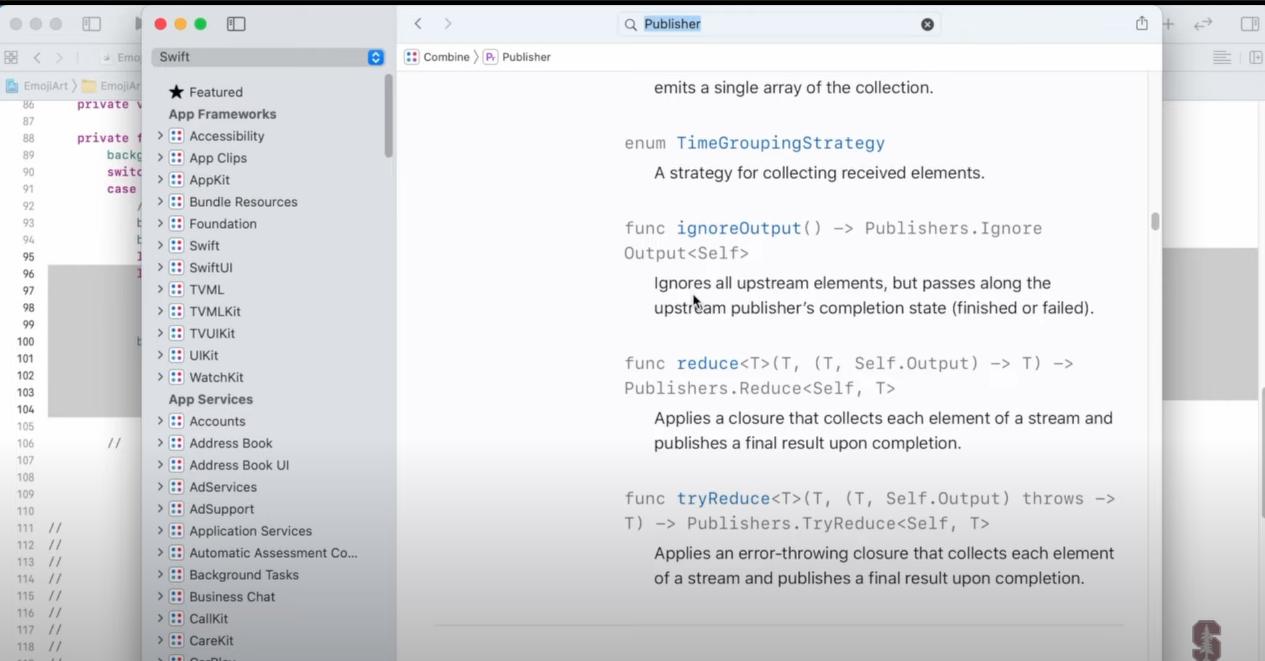 Publisher
Swift
Combine 〉 Pr Publisher
Emo
EmojiArt 〉 EmojiAr
Featured
App Frameworks
Accessibility
App Clips
AppKit
Bundle Resources
Foundation
Swift
SwiftUI
TVML
TVMLKit
TVUIKit
UIKit
WatchKit
App Services
Accounts
Address Book
Address Book UI
AdServices
AdSupport
Application Services
Automatic Assessment Co...
Background Tasks
Business Chat
CallKit
CareKit
86 private v
87
88 private f
89 backg
90 switc
91 case
92 /
93 b
94 b
95 l
96 l
97
98
99
100 b
101
102
103
104
105
106 //
107
108
109
110
111 //
112 //
113 //
114 //
115 //
116 //
117 //
118 //
emits a single array of the collection.
enum TimeGroupingStrategy
A strategy for collecting received elements.
func ignoreOutput() -> Publishers.Ignore
Output<Self>
Ignores all upstream elements, but passes along the
upstream publisher's completion state (finished or failed).
func reduce<T>(T, (T, Self.Output) -> T) ->
Publishers.Reduce<Self, T>
Applies a closure that collects each element of a stream and
publishes a final result upon completion.
func tryReduce<T>(T, (T, Self.Output) throws ->
T) -> Publishers.TryReduce<Self, T>
Applies an error-throwing closure that collects each element
of a stream and publishes a final result upon completion.